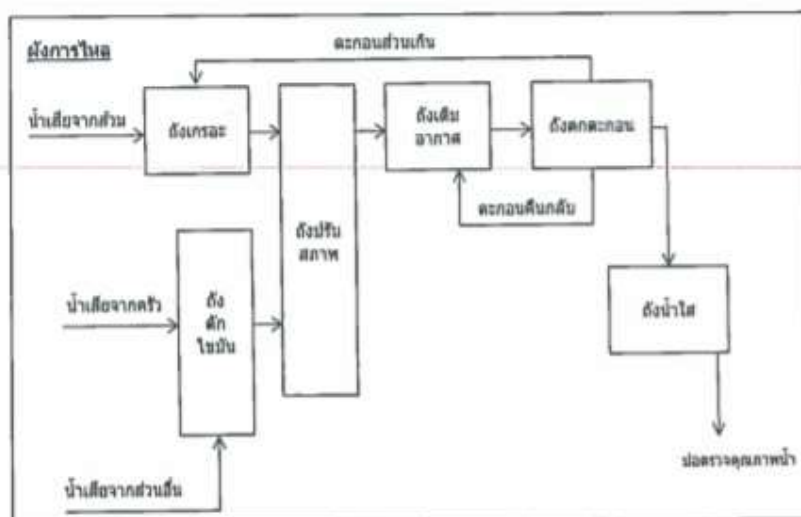 ผังการไหล
ตะกอนส่วนเกิน
น้ำเสียจากส้วม
ถังเกรอะ
ถังเติม
อากาศ
ถังตกตะกอน
ตะกอนคืนกลับ
ถังปรับ
สภาพ
น้ำเสียจากครัว
ถัง
ดัก
ไขมัน
ถังน้ำใส
น้ำเสียจากส่วนอื่น
บ่อตรวจคุณภาพน้ำ